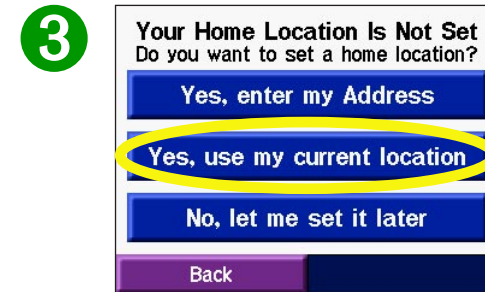 3
Your Home Location Is Not Set
Do you want to set a home location?
Yes, enter my Address
Yes, use my current location
No, let me set it later
Back